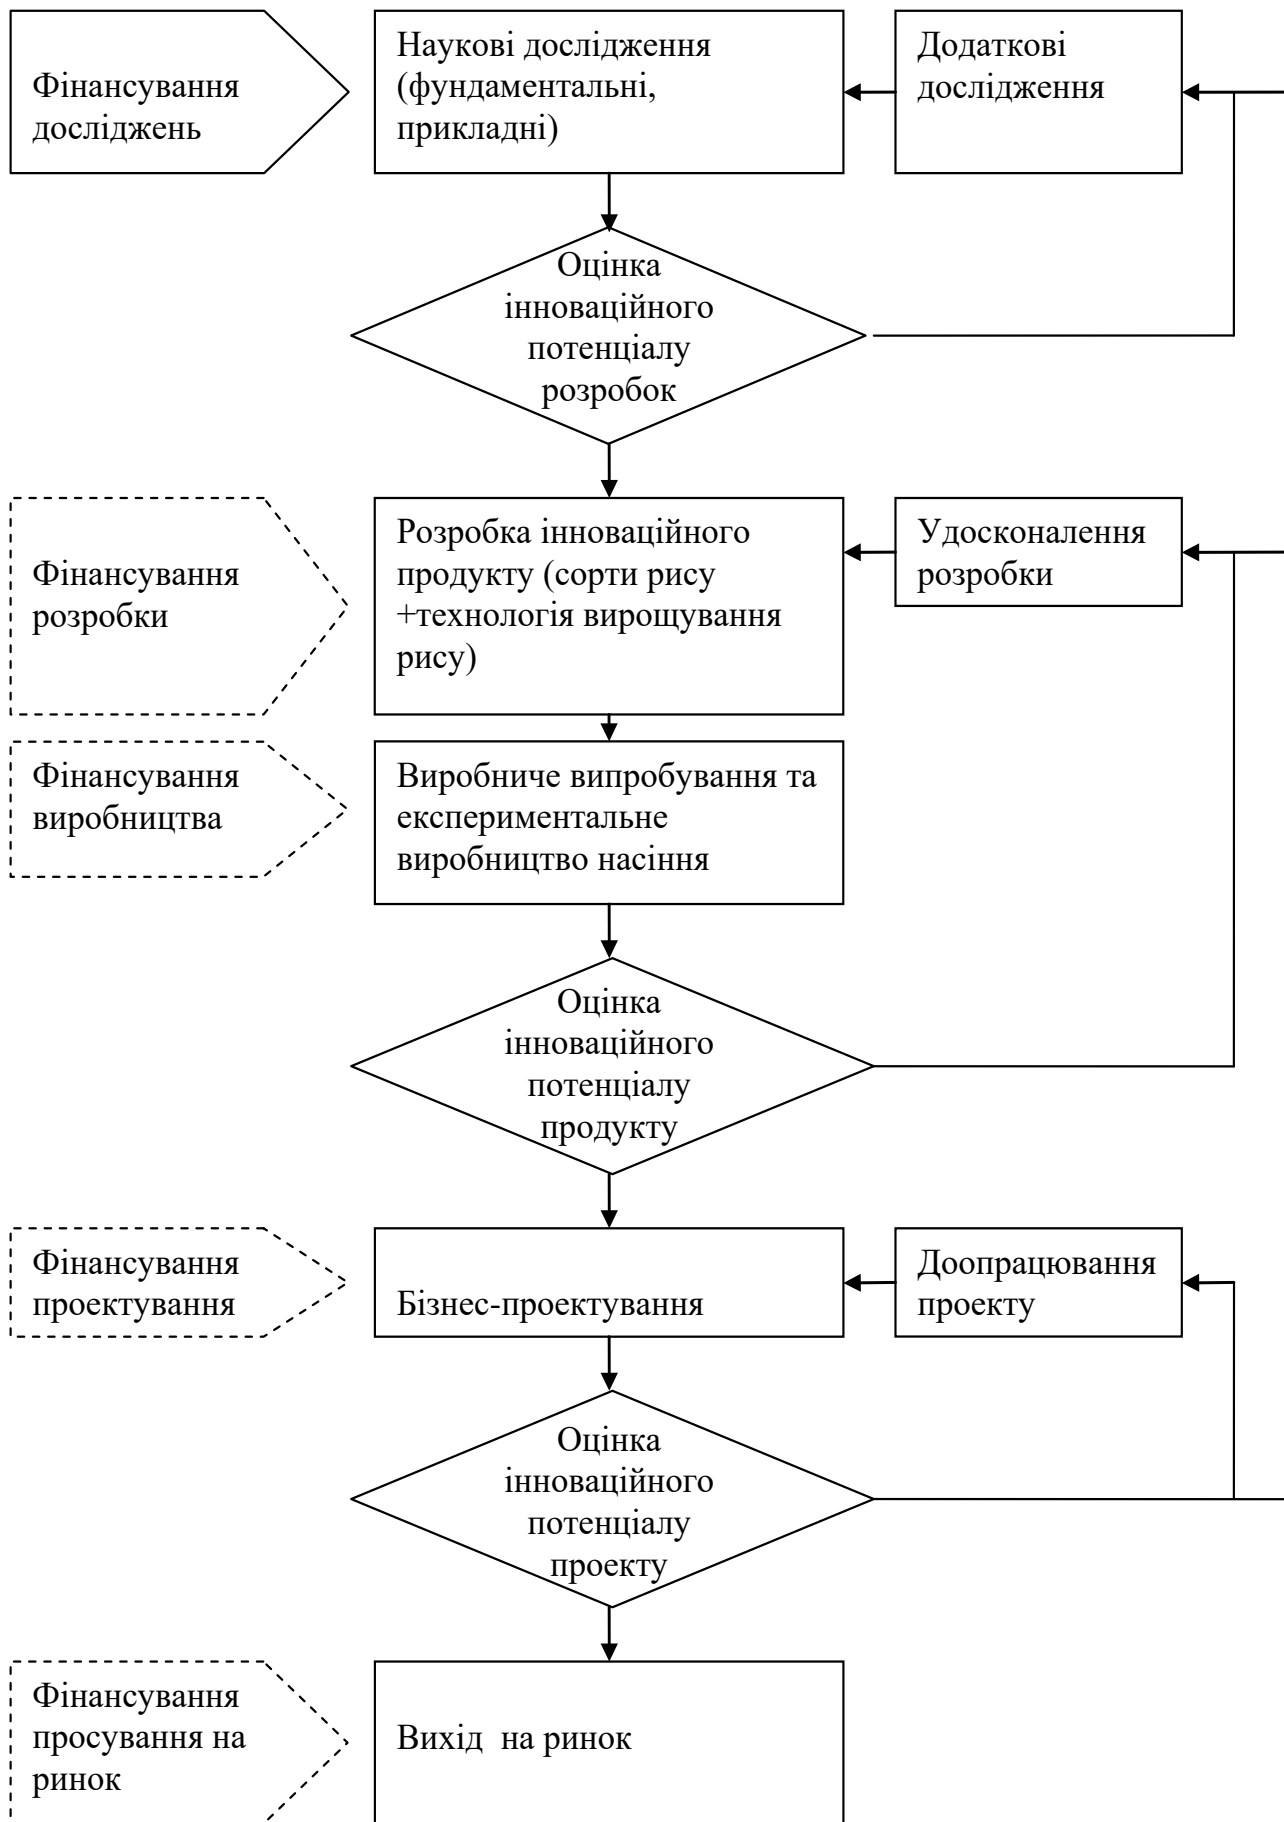 Фінансування
досліджень
Наукові дослідження
(фундаментальні,
прикладні)
Додаткові
дослідження
Оцінка
інноваційного
потенціалу
розробок
Фінансування
розробки
Розробка інноваційного
продукту (сорти рису
+технологія вирощування
рису)
Удосконалення
розробки
Фінансування
виробництва
Виробниче випробування та
експериментальне
виробництво насіння
Оцінка
інноваційного
потенціалу
продукту
Фінансування
проектування
Бізнес-проектування
Доопрацювання
проекту
Оцінка
інноваційного
потенціалу
проекту
Фінансування
просування на
ринок
Вихід  на ринок